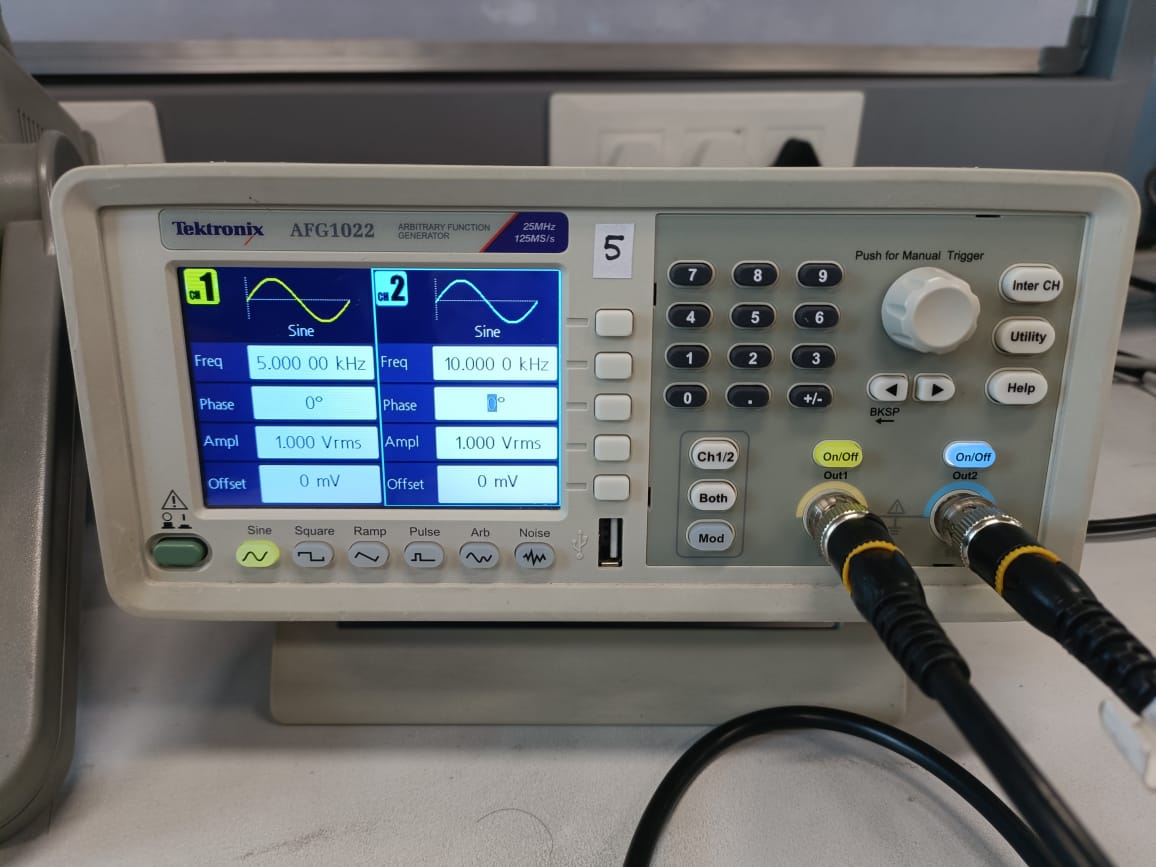 Tektronix AFG1022 ARBITRARY FUNCTION GENERATOR
25MHz
125MS/s
5
CH 1
Sine
Freq 5.000 00 kHz
Phase 0°
Ampl 1.000 Vrms
Offset 0 mV
CH 2
Sine
Freq 10.000 0 kHz
Phase 0°
Ampl 1.000 Vrms
Offset 0 mV
Sine Square Ramp Pulse Arb Noise
7 8 9
4 5 6
1 2 3
0 . +/-
Push for Manual Trigger
Inter CH
Utility
Help
BKSP
Ch1/2
Both
Mod
On/Off
Out1
On/Off
Out2